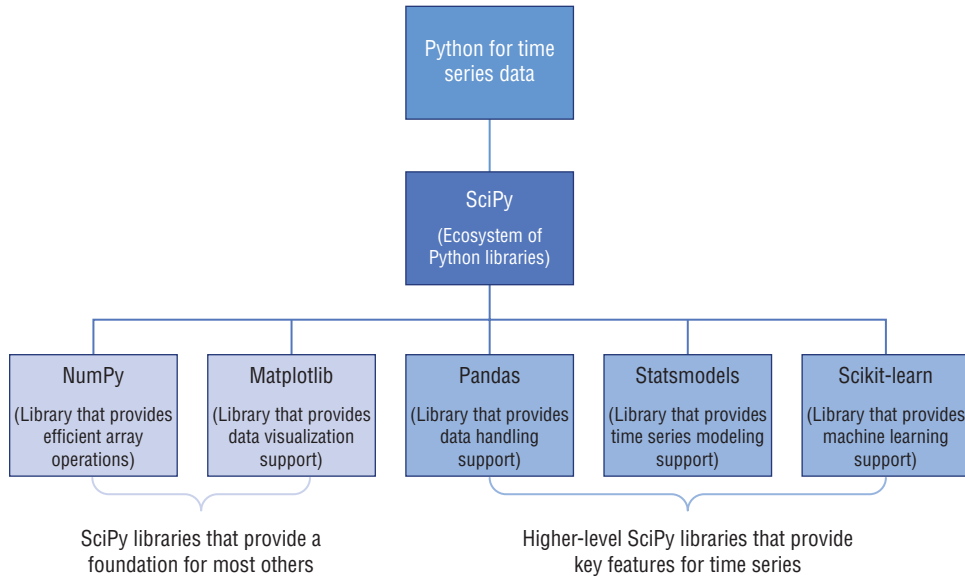 Python for time
series data
SciPy
(Ecosystem of
Python libraries)
NumPy
(Library that provides
efficient array
operations)
Matplotlib
(Library that provides
data visualization
support)
Pandas
(Library that provides
data handling
support)
Statsmodels
(Library that provides
time series modeling
support)
Scikit-learn
(Library that provides
machine learning
support)
SciPy libraries that provide a
foundation for most others
Higher-level SciPy libraries that provide
key features for time series